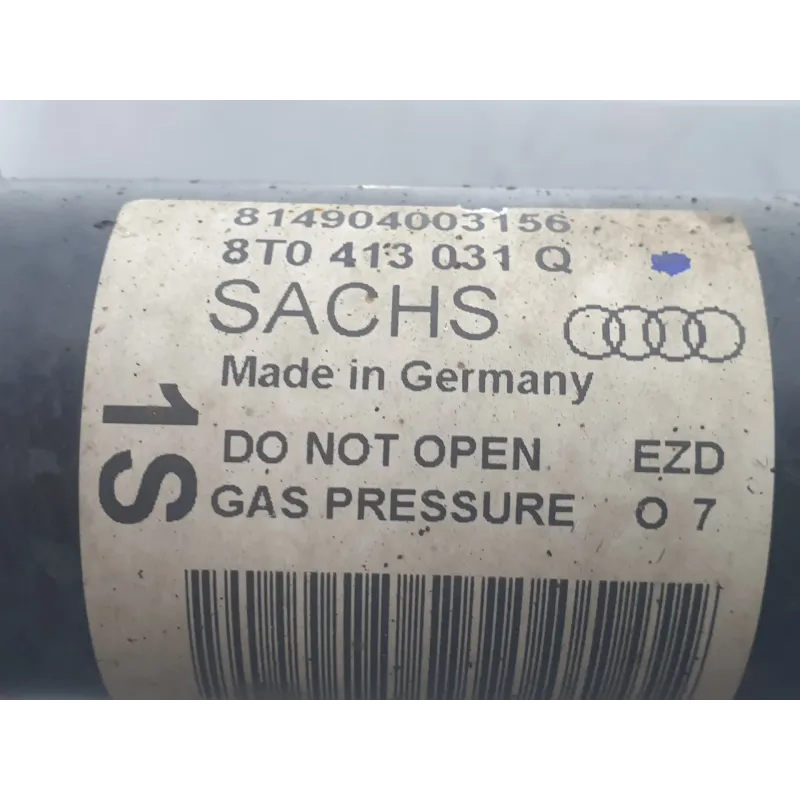 814904003156
8T0 413 031 Q
SACHS
Made in Germany
1S
DO NOT OPEN EZD
GAS PRESSURE O 7